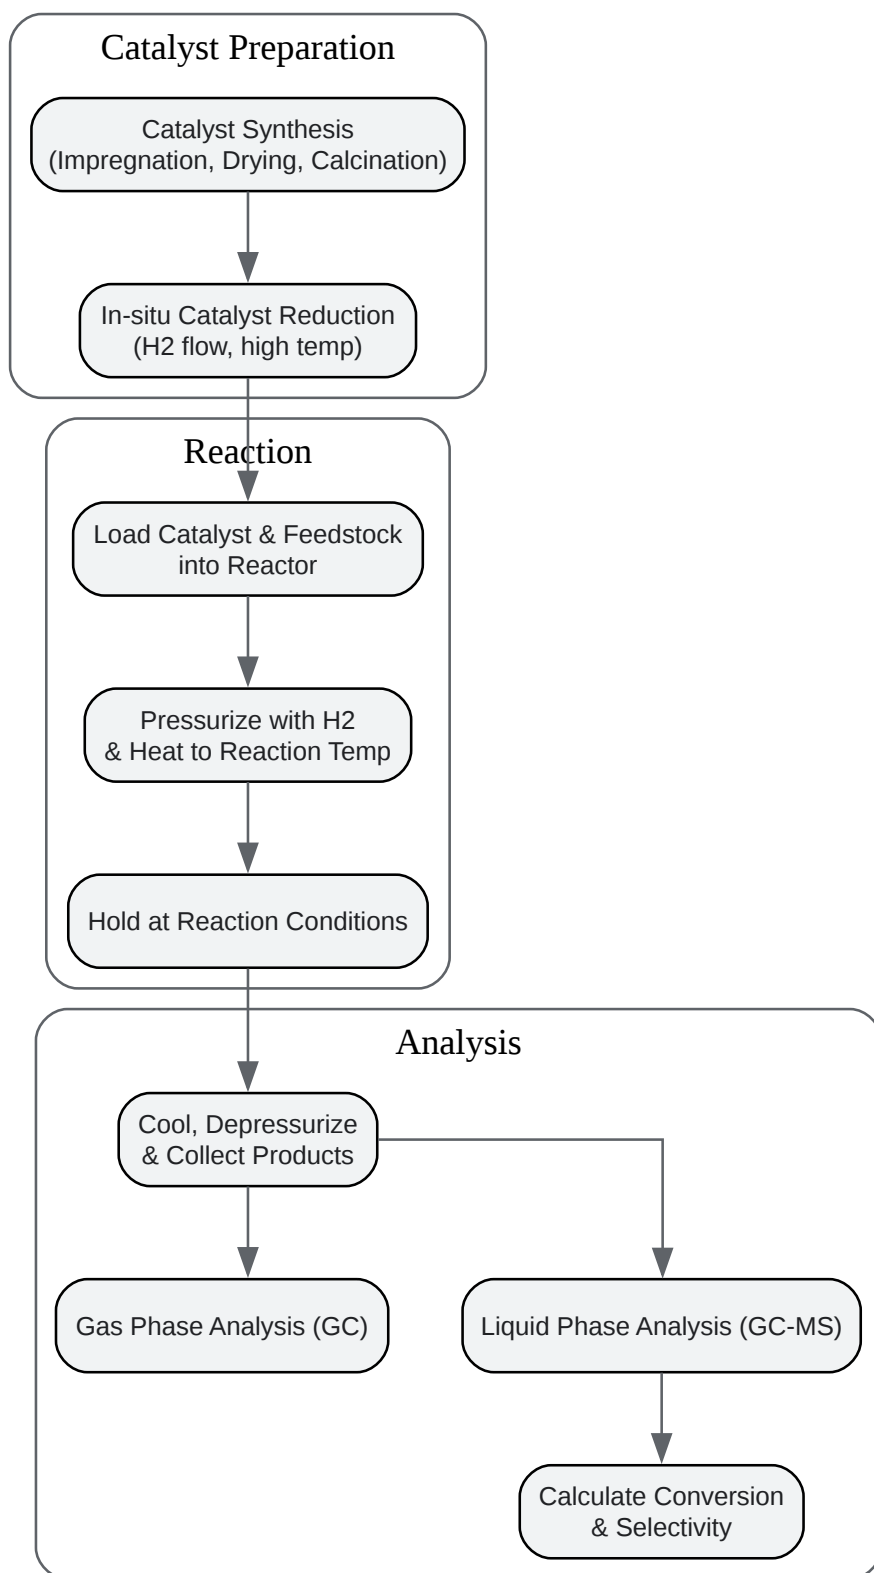 Catalyst Preparation
Catalyst Synthesis
(Impregnation, Drying, Calcination)
In-situ Catalyst Reduction
(H2 flow, high temp)
Reaction
Load Catalyst & Feedstock
into Reactor
Pressurize with H2
& Heat to Reaction Temp
Hold at Reaction Conditions
Analysis
Cool, Depressurize
& Collect Products
Gas Phase Analysis (GC)
Liquid Phase Analysis (GC-MS)
Calculate Conversion
& Selectivity